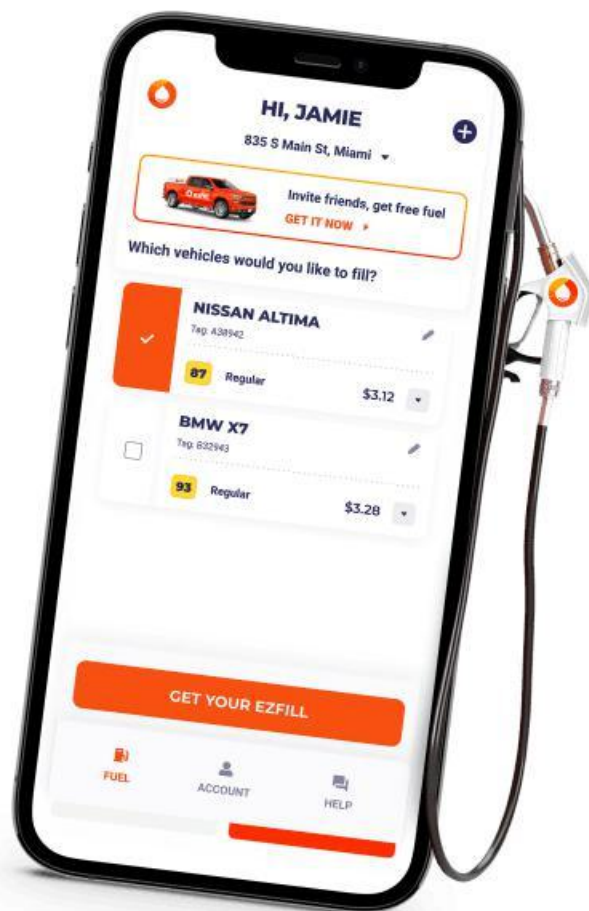 HI, JAMIE
835 S Main St, Miami
Invite friends, get free fuel
GET IT NOW
Which vehicles would you like to fill?
NISSAN ALTIMA
Tag: A38942
87 Regular $3.12
BMW X7
Tag: B32943
93 Regular $3.28
GET YOUR EZFILL
FUEL ACCOUNT HELP